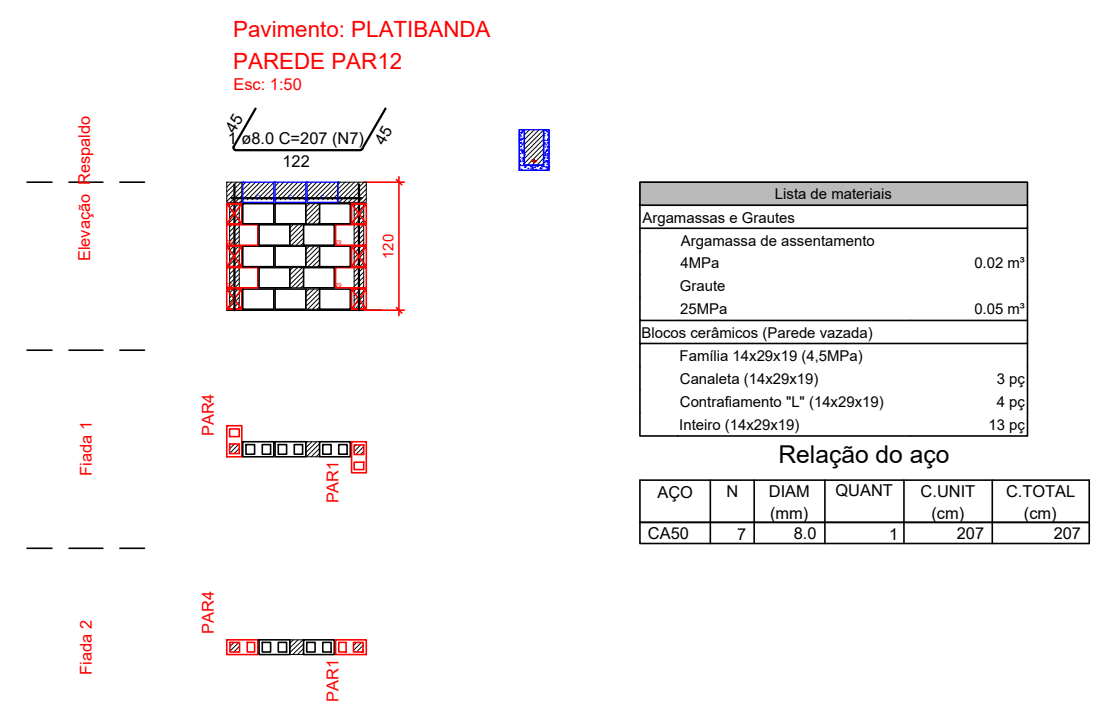 Pavimento: PLATIBANDA
PAREDE PAR12
Esc: 1:50
Respaldo
45
1 ø8.0 C=207 (N7)
45
122
Elevação
120
Lista de materiais
Argamassas e Grautes
Argamassa de assentamento
4MPa 0.02 m³
Graute
25MPa 0.05 m³
Blocos cerâmicos (Parede vazada)
Família 14x29x19 (4,5MPa)
Canaleta (14x29x19) 3 pç
Contrafiamento "L" (14x29x19) 4 pç
Inteiro (14x29x19) 13 pç
Relação do aço
AÇO N DIAM QUANT C.UNIT C.TOTAL
(mm) (cm) (cm)
CA50 7 8.0 1 207 207
Fiada 1
PAR4
PAR1
Fiada 2
PAR4
PAR1